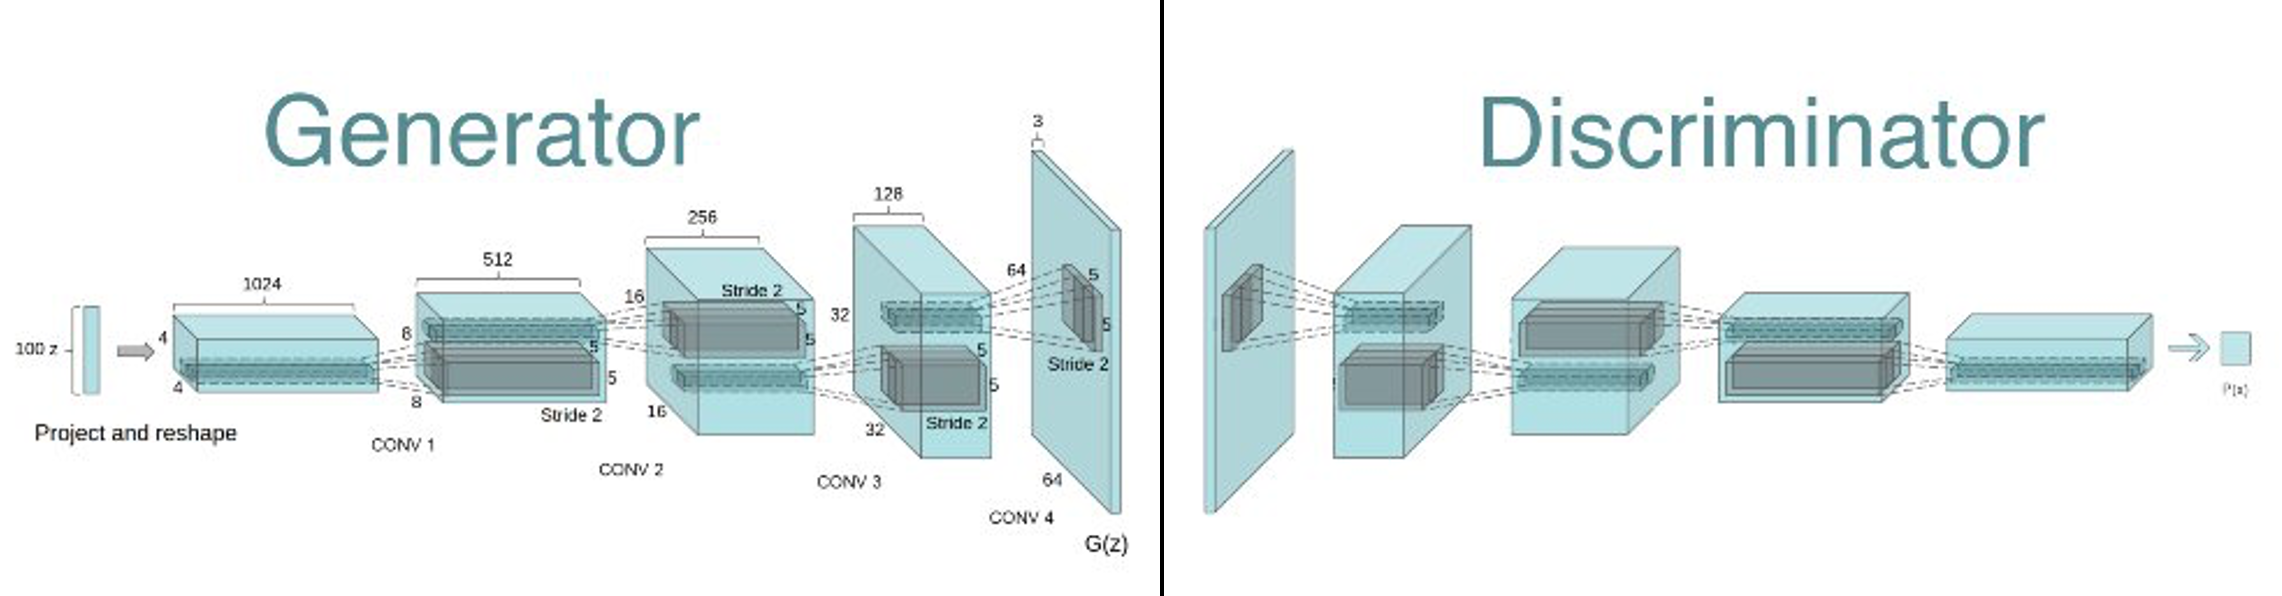 Generator
Discriminator
3
128
256
512
1024
100 z
4
4
Project and reshape
8
8
5
5
Stride 2
CONV 1
16
16
Stride 2
5
5
CONV 2
32
32
5
5
Stride 2
CONV 3
64
64
5
5
Stride 2
CONV 4
G(z)
P(x)